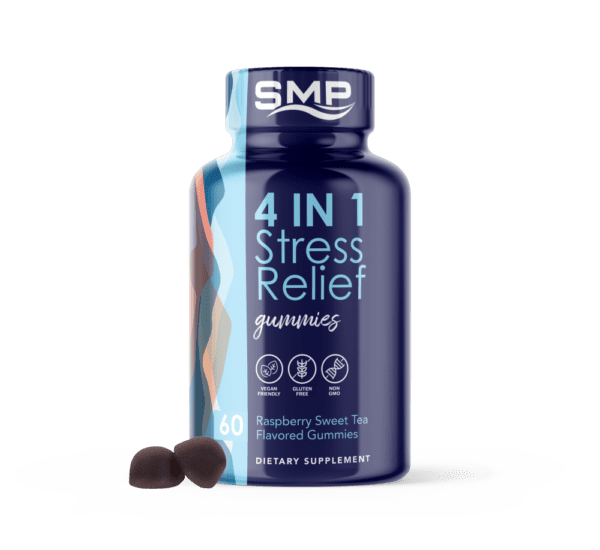 SMP
4 IN 1
Stress
Relief
gummies
VEGAN GLUTEN NON
FRIENDLY FREE GMO
60
Raspberry Sweet Tea
Flavored Gummies
DIETARY SUPPLEMENT